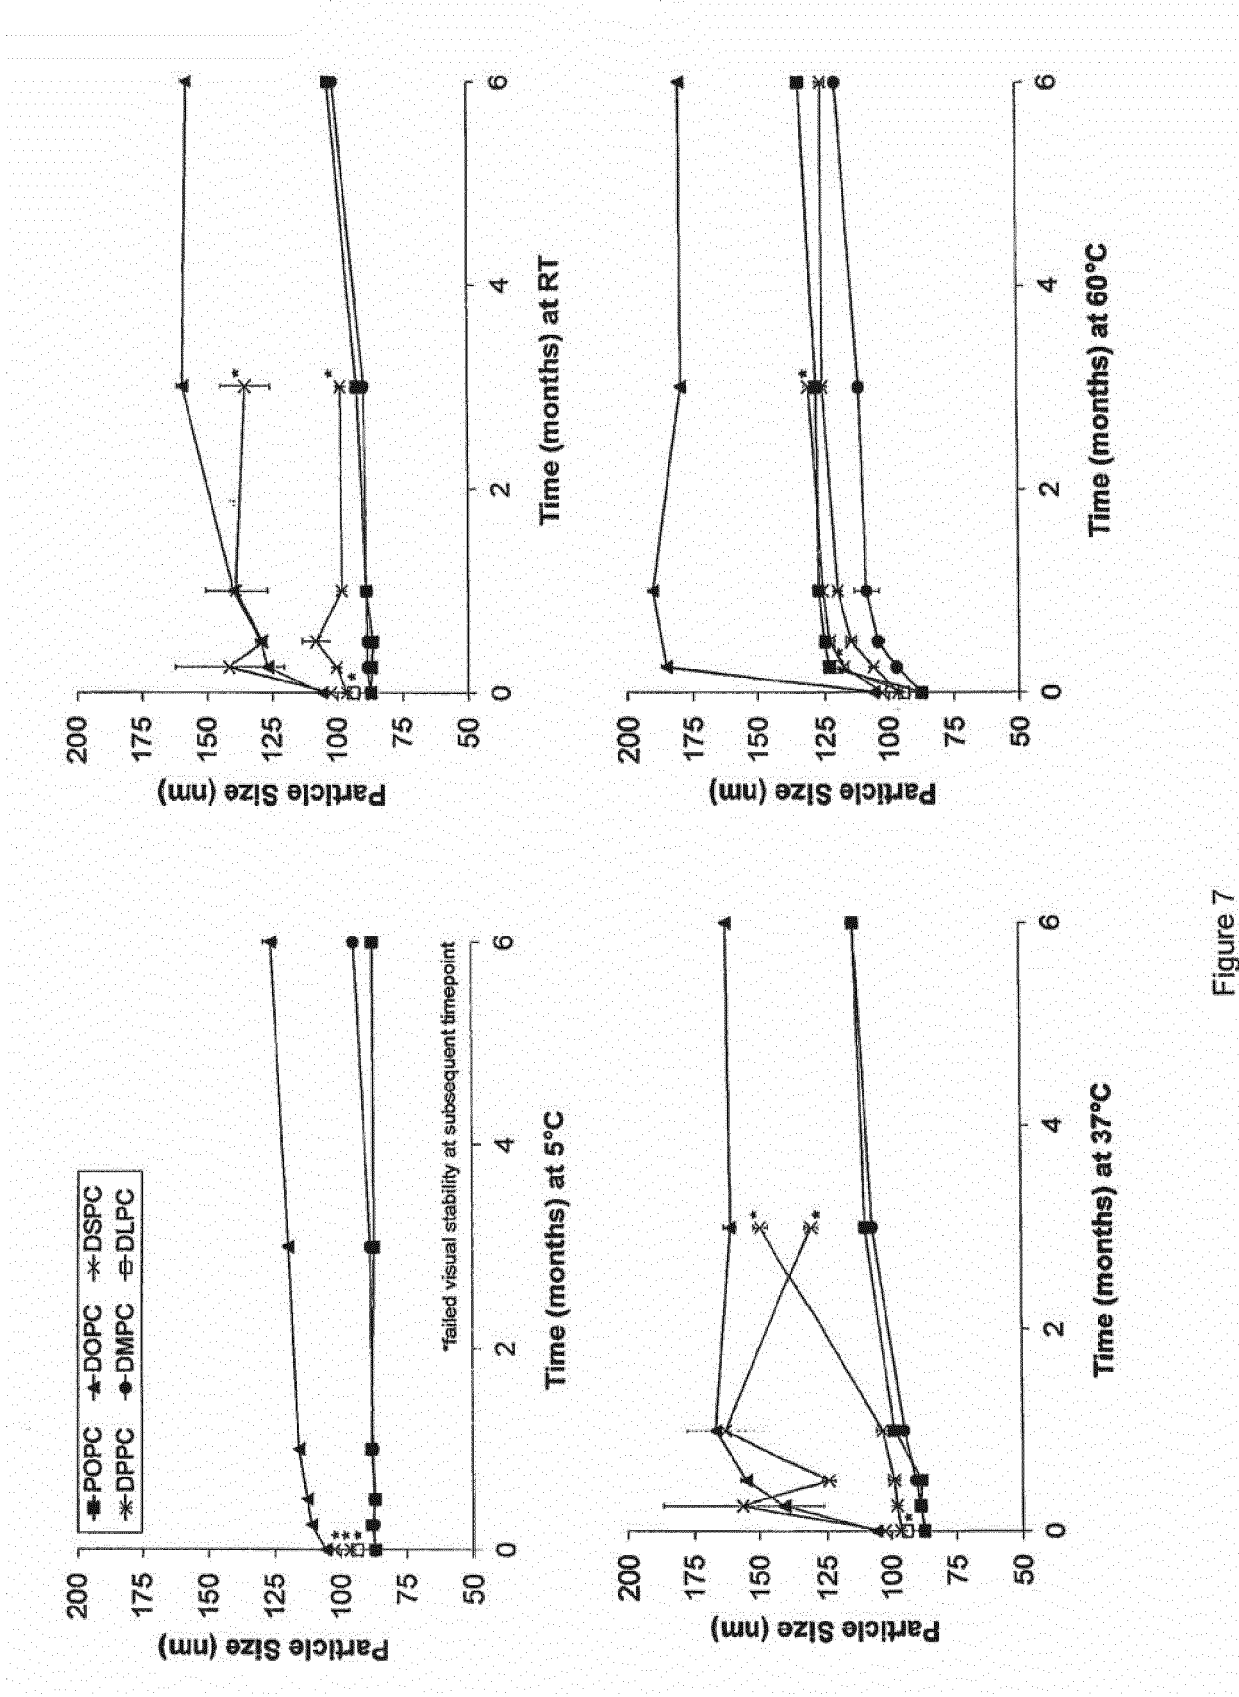 POPC DOPC DSPC
DPPC DMPC DLPC
200
175
150
125
100
75
50
Particle Size (nm)
***
*failed visual stability at subsequent timepoint
0 2 4 6
Time (months) at 5°C
200
175
150
125
100
75
50
Particle Size (nm)
*
*
*
0 2 4 6
Time (months) at RT
200
175
150
125
100
75
50
Particle Size (nm)
*
*
*
0 2 4 6
Time (months) at 37°C
200
175
150
125
100
75
50
Particle Size (nm)
*
*
0 2 4 6
Time (months) at 60°C
Figure 7